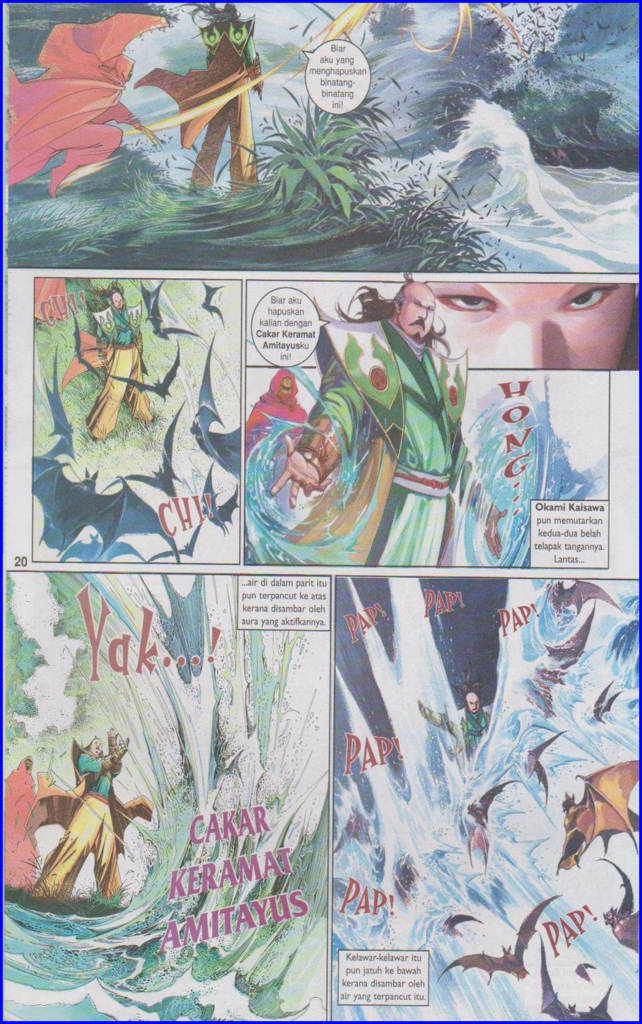 Biar
aku yang
menghapuskan
binatang-
binatang
ini!
CHI!
CHI!
Biar aku
hapuskan
kalian dengan
Cakar Keramat
Amitayusku
ini!
HONG...
Okami Kaisawa
pun memutarkan
kedua-dua belah
telapak tangannya.
Lantas...
20
Yak...!
...air di dalam parit itu
pun terpancut ke atas
kerana disambar oleh
aura yang aktifkannya.
CAKAR
KERAMAT
AMITAYUS
PAP!
PAP!
PAP!
PAP!
PAP!
PAP!
Kelawar-kelawar itu
pun jatuh ke bawah
kerana disambar oleh
air yang terpancut itu.